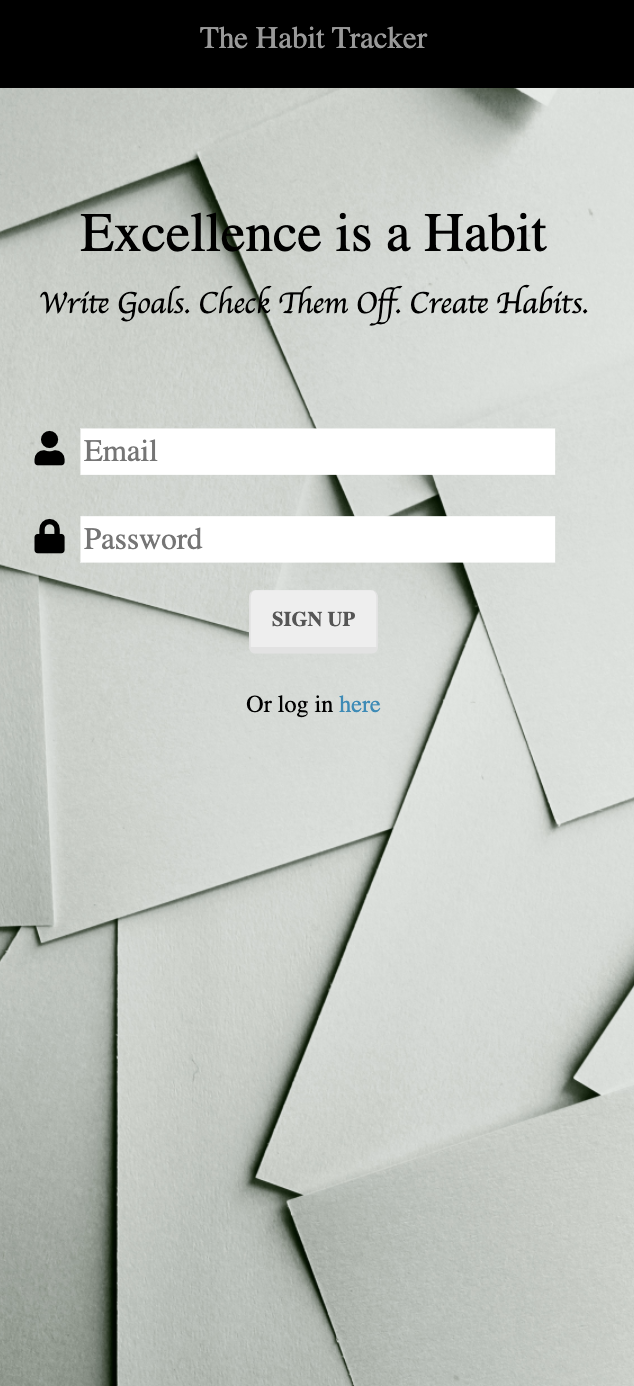 The Habit Tracker
Excellence is a Habit
Write Goals. Check Them Off. Create Habits.
Email
Password
SIGN UP
Or log in here